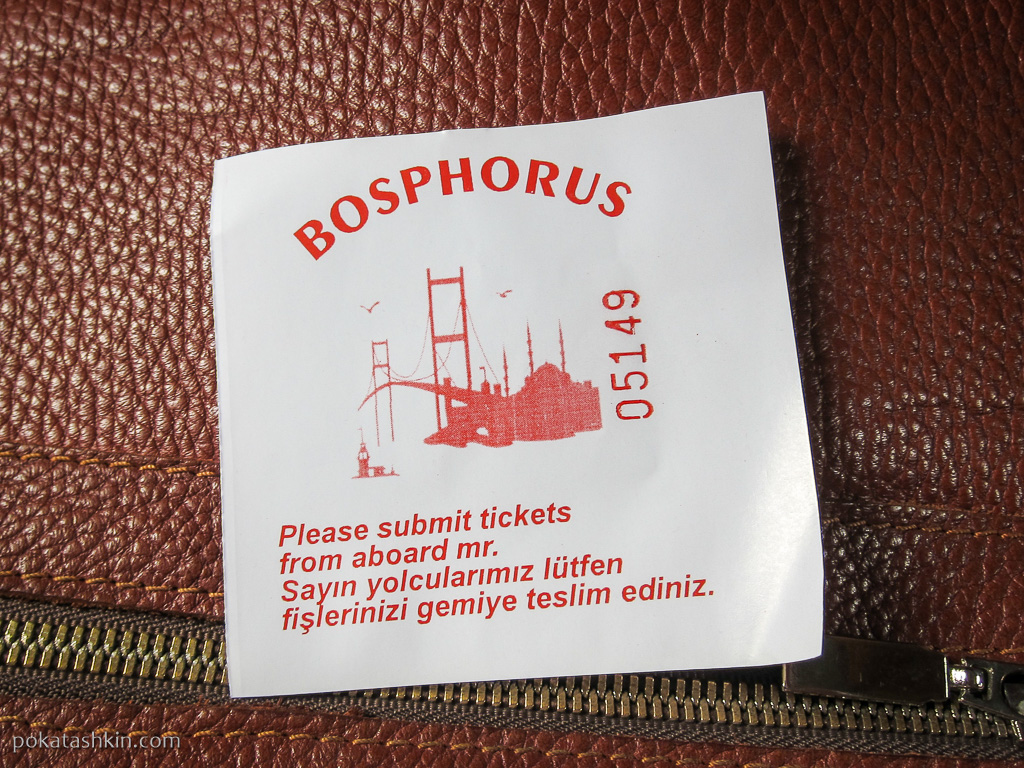 BOSPHORUS
05149
Please submit tickets
from aboard mr.
Sayın yolcularımız lütfen
fişlerinizi gemiye teslim ediniz.
pokatashkin.com